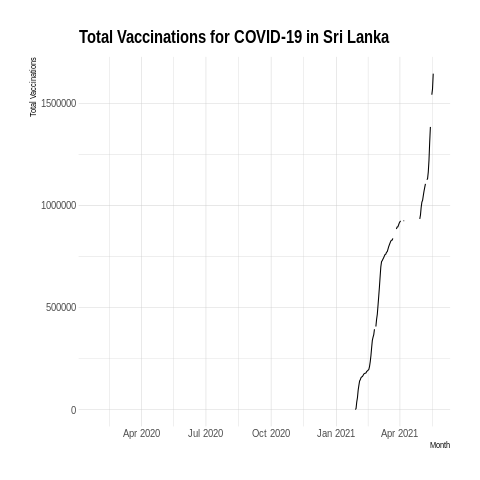 Total Vaccinations for COVID-19 in Sri Lanka
Total Vaccinations
1500000
1000000
500000
0
Apr 2020 Jul 2020 Oct 2020 Jan 2021 Apr 2021
Month